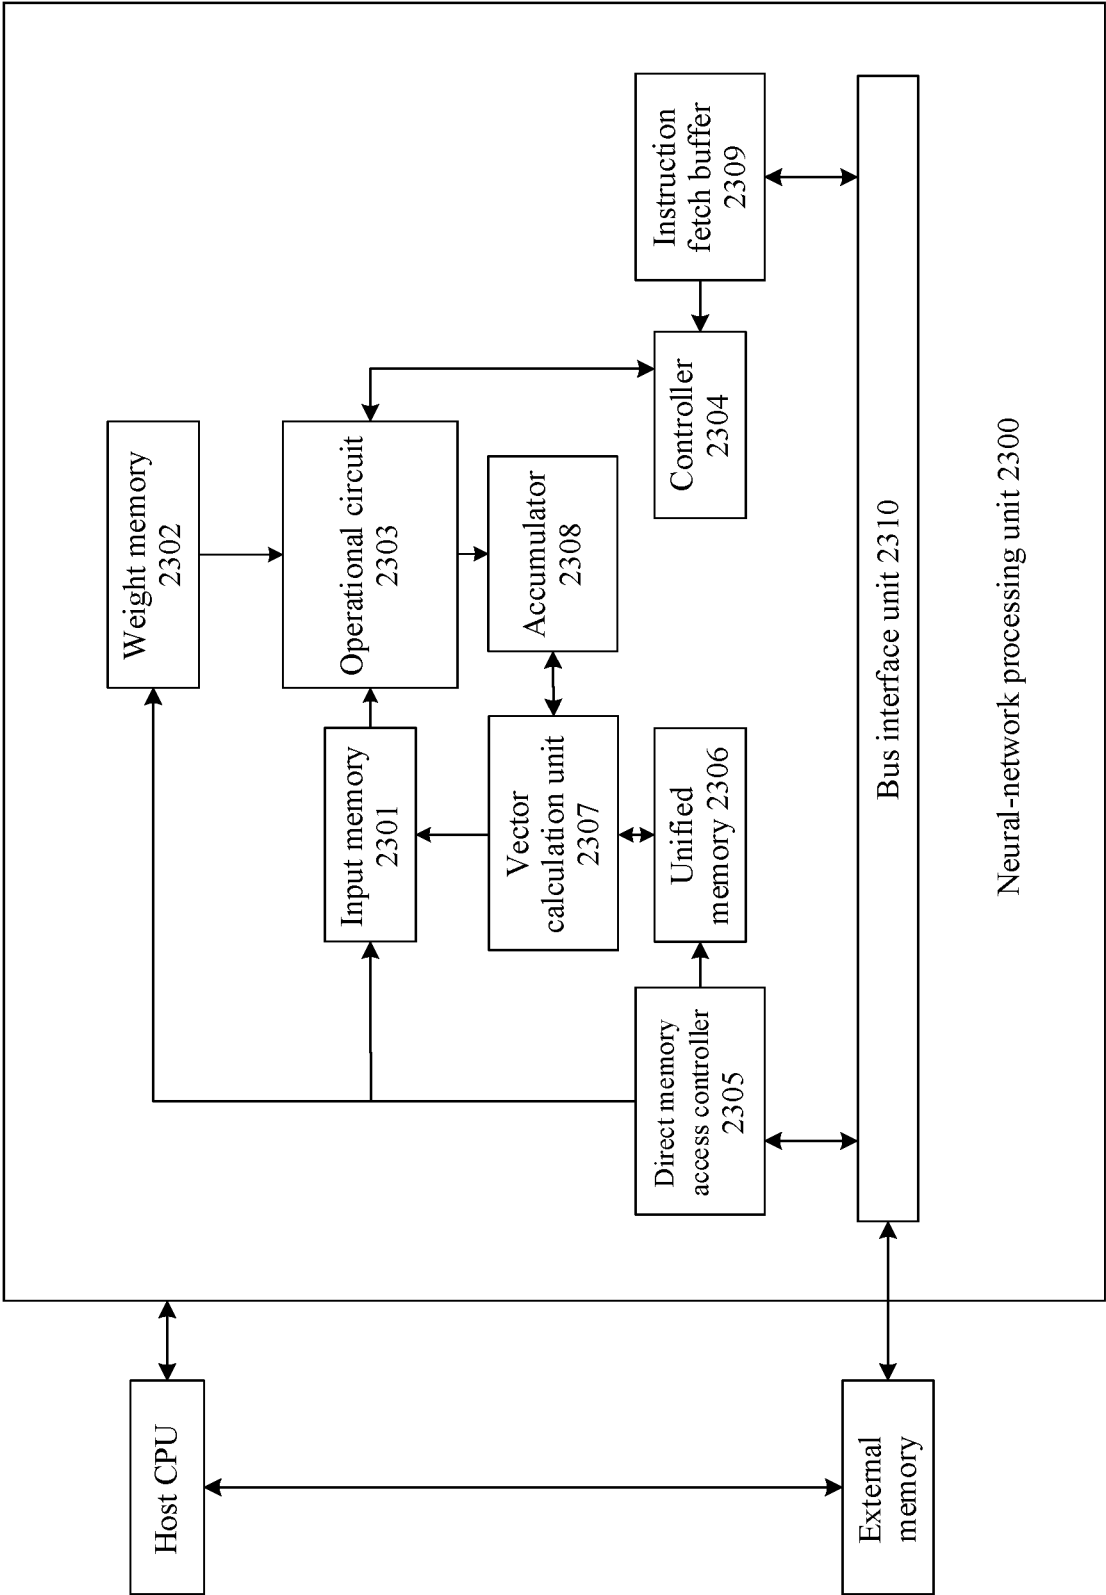 Host CPU
External
memory
Weight memory
2302
Input memory
2301
Operational circuit
2303
Vector
calculation unit
2307
Accumulator
2308
Direct memory
access controller
2305
Unified
memory 2306
Controller
2304
Instruction
fetch buffer
2309
Bus interface unit 2310
Neural-network processing unit 2300